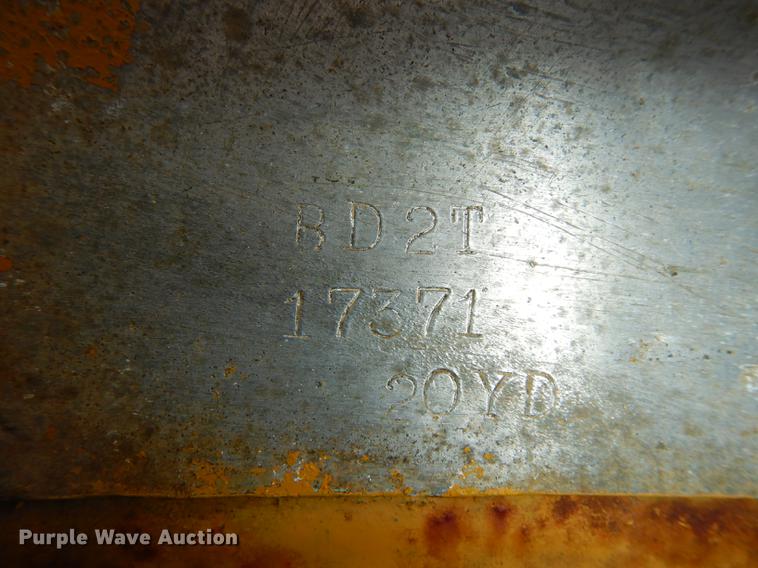 BD2T
17371
20YD
Purple Wave Auction